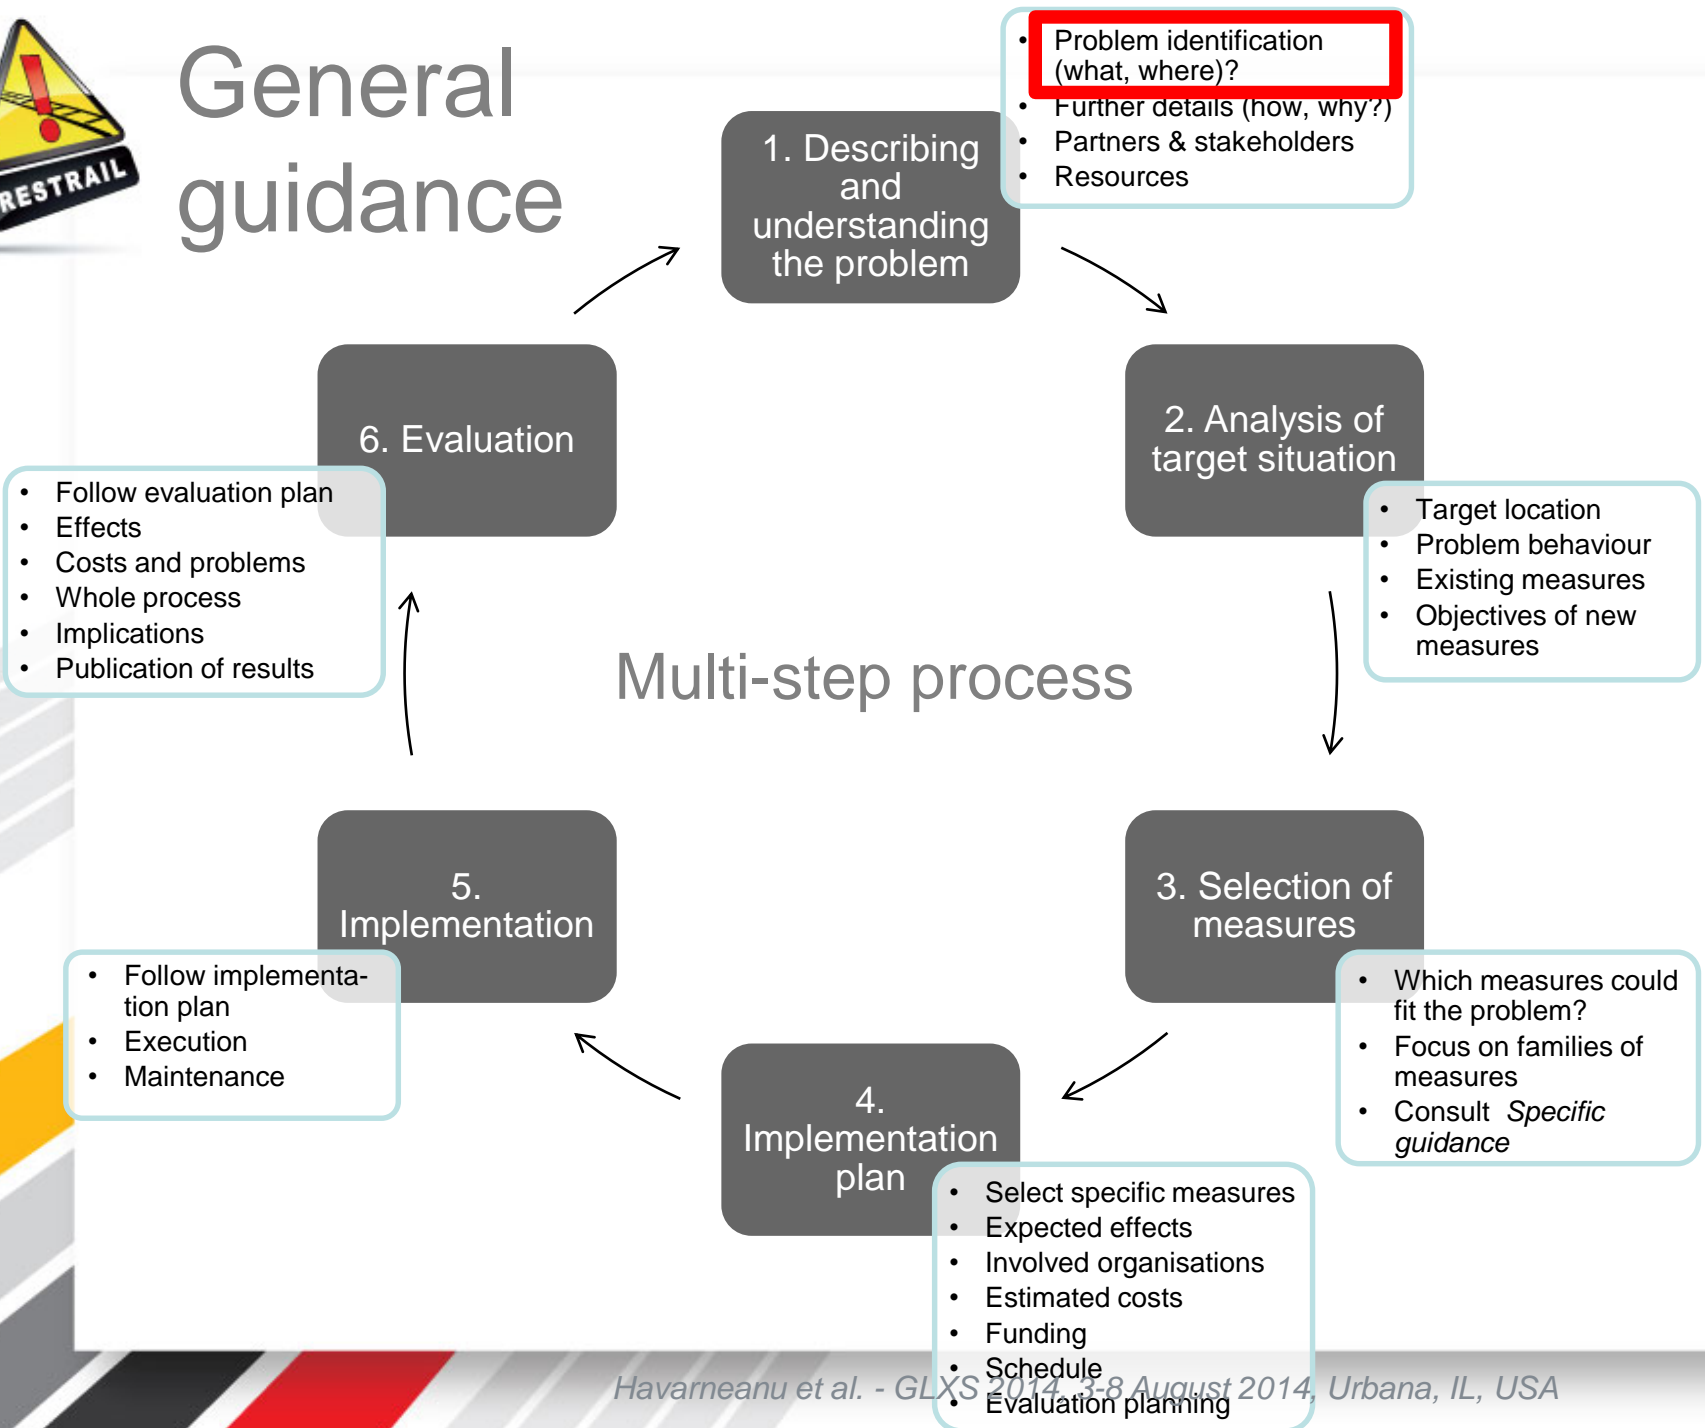 General
guidance
RESTRAIL
1. Describing
and
understanding
the problem
• Problem identification
(what, where)?
• Further details (how, why?)
• Partners & stakeholders
• Resources
2. Analysis of
target situation
• Target location
• Problem behaviour
• Existing measures
• Objectives of new
measures
3. Selection of
measures
• Which measures could
fit the problem?
• Focus on families of
measures
• Consult Specific
guidance
4.
Implementation
plan
• Select specific measures
• Expected effects
• Involved organisations
• Estimated costs
• Funding
• Schedule
• Evaluation planning
5.
Implementation
• Follow implementa-
tion plan
• Execution
• Maintenance
6. Evaluation
• Follow evaluation plan
• Effects
• Costs and problems
• Whole process
• Implications
• Publication of results
Multi-step process
Havarneanu et al. - GLXS 2014, 3-8 August 2014, Urbana, IL, USA